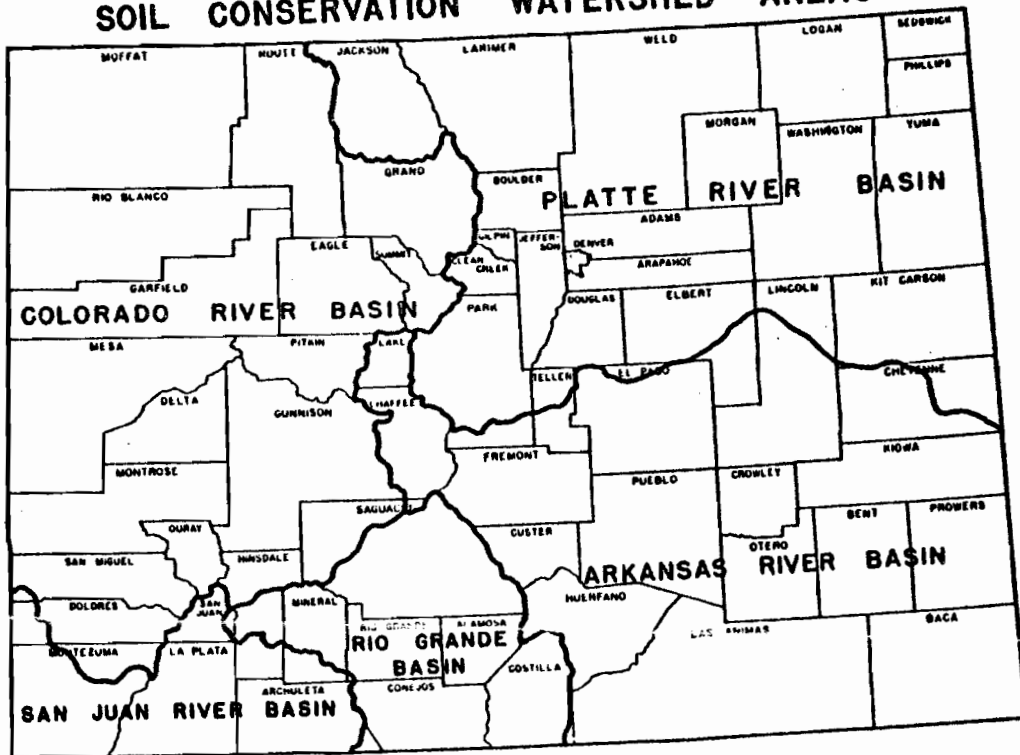 SOIL CONSERVATION WATERSHED AREAS
MOFFAT
ROUTT
JACKSON
LARIMER
WELD
LOGAN
SEDGWICK
PHILLIPS
MORGAN
WASHINGTON
YUMA
RIO BLANCO
GRAND
BOULDER
PLATTE RIVER BASIN
ADAMS
EAGLE
SUMMIT
GILPIN
CLEAR CREEK
JEFFER-
SON
DENVER
ARAPAHOE
GARFIELD
COLORADO RIVER BASIN
PARK
DOUGLAS
ELBERT
LINCOLN
KIT CARSON
MESA
PITKIN
LAKE
TELLER
EL PASO
CHEYENNE
DELTA
GUNNISON
CHAFFEE
FREMONT
KIOWA
MONTROSE
PUEBLO
CROWLEY
SAGUACHE
BENT
PROWERS
OURAY
CUSTER
OTERO
SAN MIGUEL
HINSDALE
ARKANSAS RIVER BASIN
HUERFANO
DOLORES
SAN
JUAN
MINERAL
RIO GRANDE
ALAMOSA
LAS ANIMAS
BACA
MONTEZUMA
LA PLATA
RIO GRANDE
BASIN
COSTILLA
ARCHULETA
CONEJOS
SAN JUAN RIVER BASIN